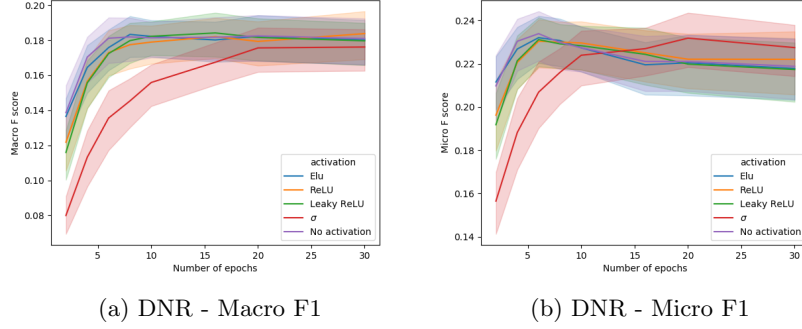 0.20
0.18
0.16
0.14
0.12
0.10
0.08
Macro F score
5 10 15 20 25 30
Number of epochs
activation
Elu
ReLU
Leaky ReLU
σ
No activation
(a) DNR - Macro F1
0.24
0.22
0.20
0.18
0.16
0.14
Micro F score
5 10 15 20 25 30
Number of epochs
activation
Elu
ReLU
Leaky ReLU
σ
No activation
(b) DNR - Micro F1